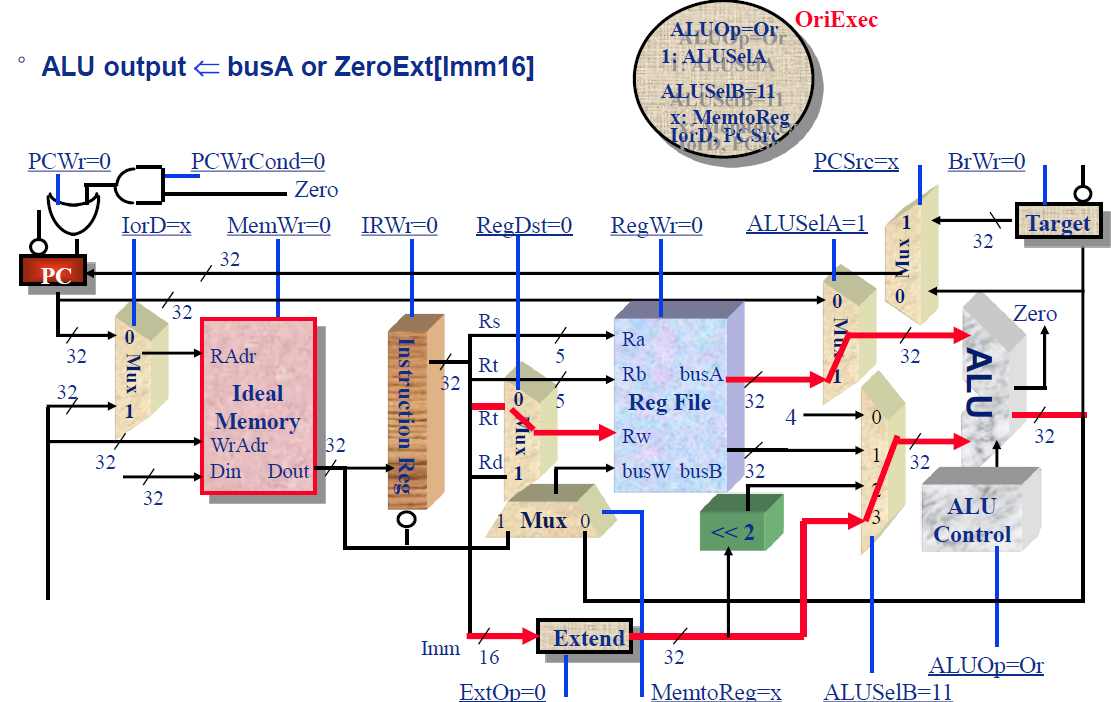 OriExec
ALUOp=Or
1: ALUSelA
ALUSelB=11
x: MemtoReg
IorD, PCSrc
° ALU output ⇐ busA or ZeroExt[Imm16]
PCWr=0
PCWrCond=0
Zero
PCSrc=x
BrWr=0
IorD=x
MemWr=0
IRWr=0
RegDst=0
RegWr=0
ALUSelA=1
Mux
1
0
32
Target
PC
32
32
32
0
Mux
1
32
32
32
RAdr
Ideal
Memory
WrAdr
Din
Dout
32
Instruction Reg
32
Rs
5
Rt
5
Rt
0
Mux
1
Rd
Ra
Rb
busA
Reg File
Rw
busW
busB
32
32
0
Mux
1
32
4
0
1
2
3
32
ALU
Zero
32
ALU
Control
1
Mux
0
<< 2
Imm
16
Extend
32
ExtOp=0
MemtoReg=x
ALUSelB=11
ALUOp=Or